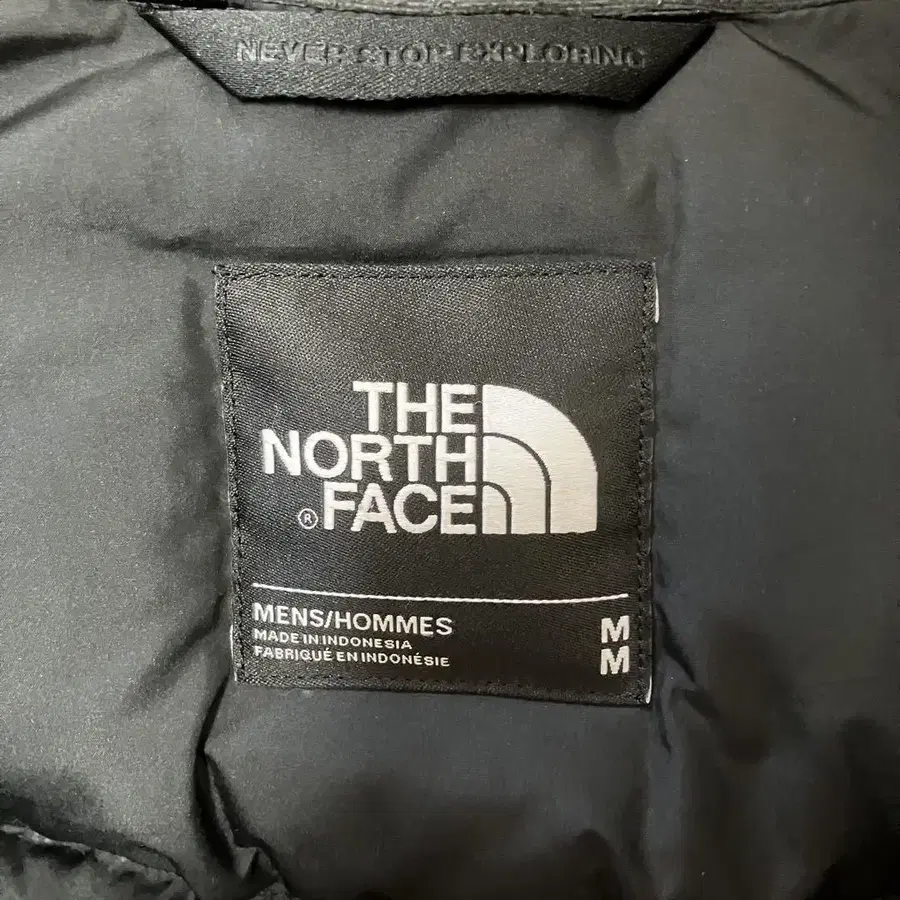 NEVER STOP EXPLORING
THE
NORTH
® FACE
MENS/HOMMES
MADE IN INDONESIA
FABRIQUÉ EN INDONÉSIE
M
M